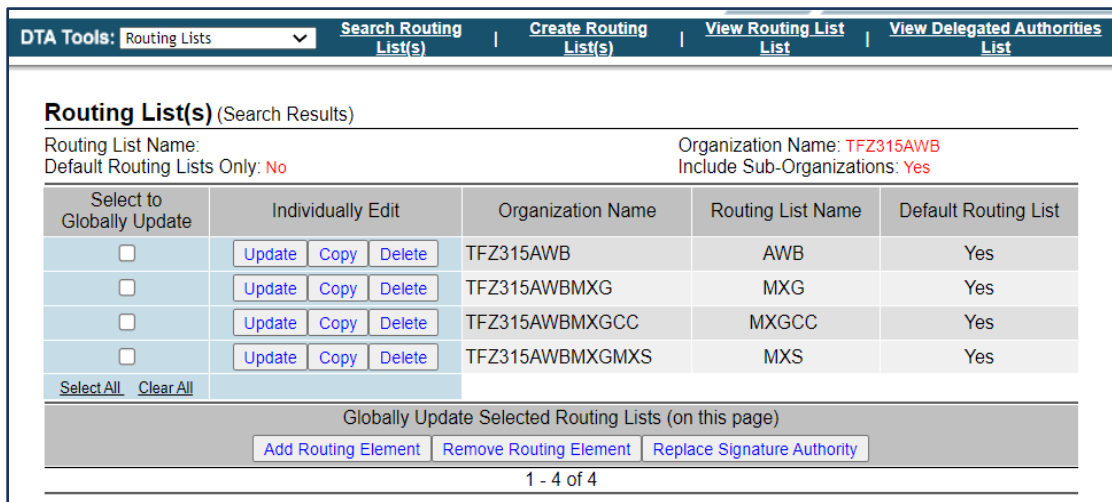 DTA Tools: Routing Lists
Search Routing List(s) | Create Routing List(s) | View Routing List List | View Delegated Authorities List
Routing List(s) (Search Results)
Routing List Name: Organization Name: TFZ315AWB
Default Routing Lists Only: No Include Sub-Organizations: Yes
Select to Globally Update Individually Edit Organization Name Routing List Name Default Routing List
Update Copy Delete TFZ315AWB AWB Yes
Update Copy Delete TFZ315AWBMXG MXG Yes
Update Copy Delete TFZ315AWBMXGCC MXGCC Yes
Update Copy Delete TFZ315AWBMXGMXS MXS Yes
Select All Clear All
Globally Update Selected Routing Lists (on this page)
Add Routing Element Remove Routing Element Replace Signature Authority
1 - 4 of 4